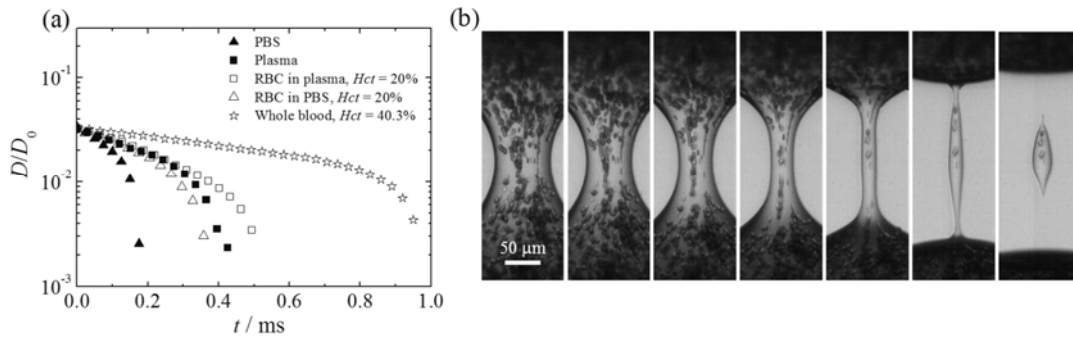 (a)
PBS
Plasma
RBC in plasma, Hct = 20%
RBC in PBS, Hct = 20%
Whole blood, Hct = 40.3%
10⁻¹
10⁻²
10⁻³
D/D₀
0.0 0.2 0.4 0.6 0.8 1.0
t / ms
(b)
50 µm